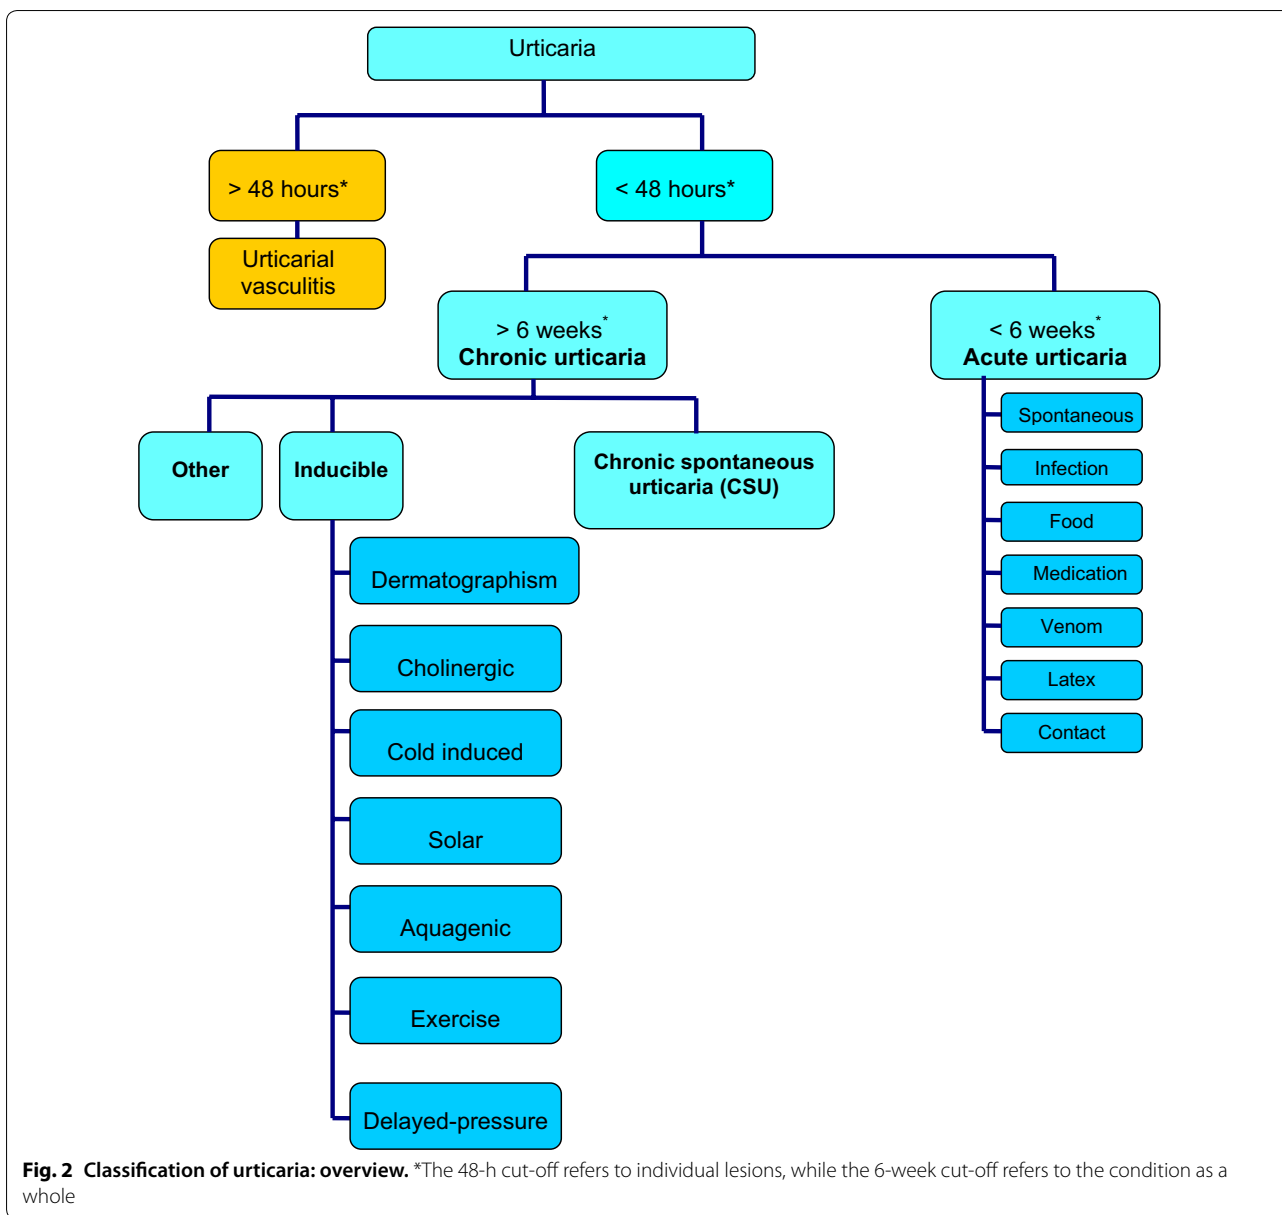 Urticaria
> 48 hours*
< 48 hours*
Urticarial
vasculitis
> 6 weeks*
Chronic urticaria
< 6 weeks*
Acute urticaria
Other
Inducible
Chronic spontaneous
urticaria (CSU)
Dermatographism
Cholinergic
Cold induced
Solar
Aquagenic
Exercise
Delayed-pressure
Spontaneous
Infection
Food
Medication
Venom
Latex
Contact
Fig. 2 Classification of urticaria: overview. *The 48-h cut-off refers to individual lesions, while the 6-week cut-off refers to the condition as a
whole